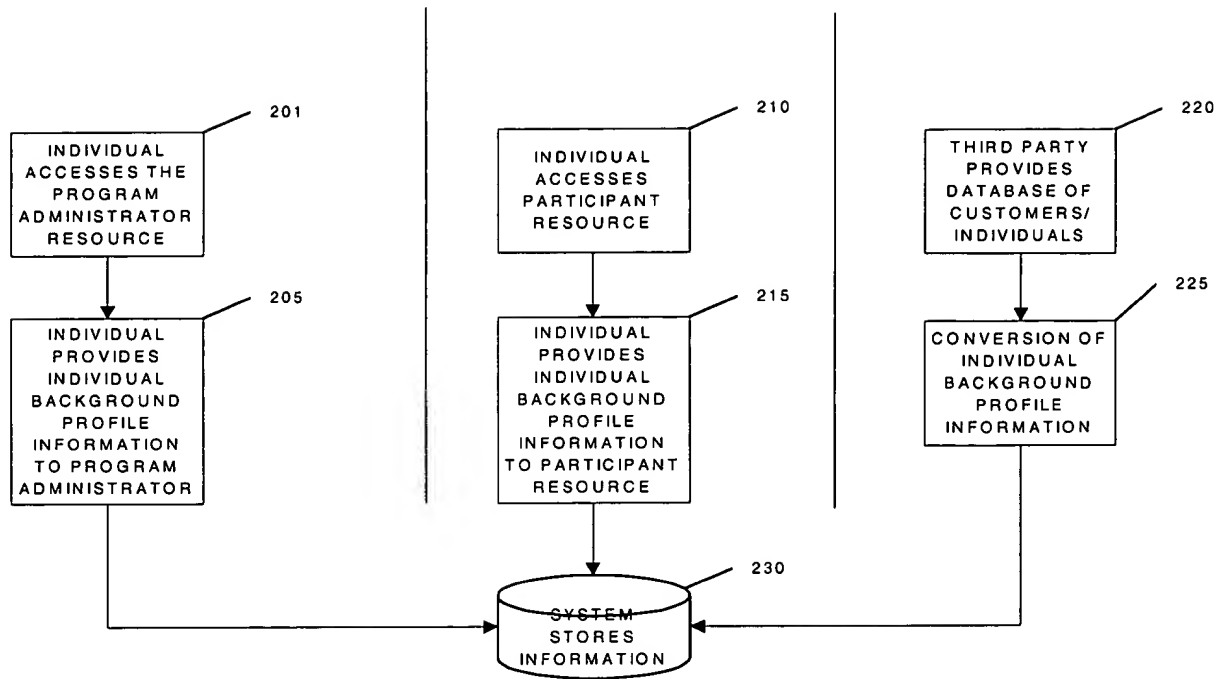 201
INDIVIDUAL
ACCESSES THE
PROGRAM
ADMINISTRATOR
RESOURCE
205
INDIVIDUAL
PROVIDES
INDIVIDUAL
BACKGROUND
PROFILE
INFORMATION
TO PROGRAM
ADMINISTRATOR
210
INDIVIDUAL
ACCESSES
PARTICIPANT
RESOURCE
215
INDIVIDUAL
PROVIDES
INDIVIDUAL
BACKGROUND
PROFILE
INFORMATION
TO PARTICIPANT
RESOURCE
220
THIRD PARTY
PROVIDES
DATABASE OF
CUSTOMERS/
INDIVIDUALS
225
CONVERSION OF
INDIVIDUAL
BACKGROUND
PROFILE
INFORMATION
230
SYSTEM
STORES
INFORMATION